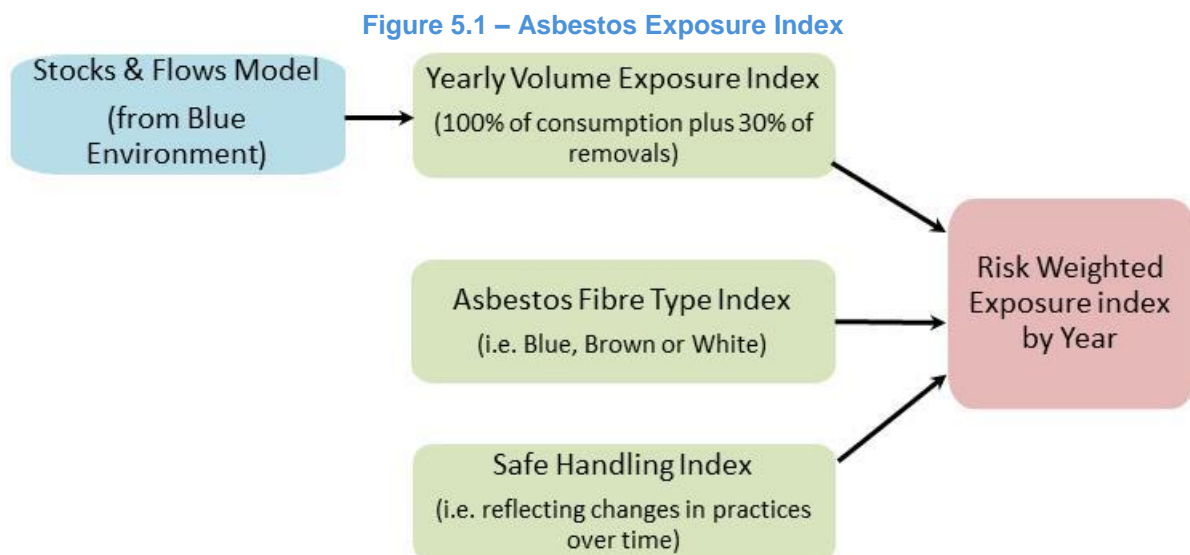 Figure 5.1 – Asbestos Exposure Index
Stocks & Flows Model
(from Blue
Environment)
Yearly Volume Exposure Index
(100% of consumption plus 30% of
removals)
Asbestos Fibre Type Index
(i.e. Blue, Brown or White)
Safe Handling Index
(i.e. reflecting changes in practices
over time)
Risk Weighted
Exposure index
by Year